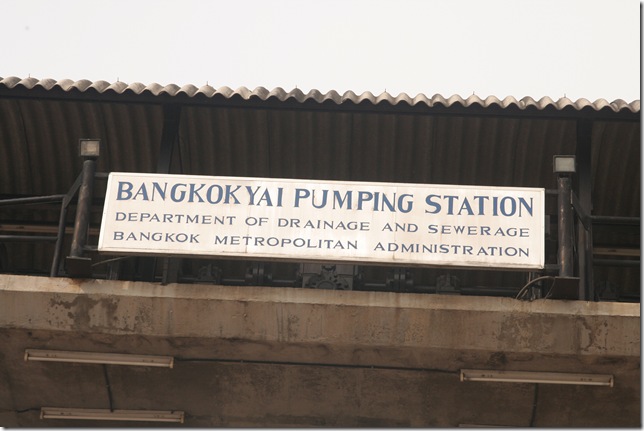 BANGKOKYAI PUMPING STATION
DEPARTMENT OF DRAINAGE AND SEWERAGE
BANGKOK METROPOLITAN ADMINISTRATION